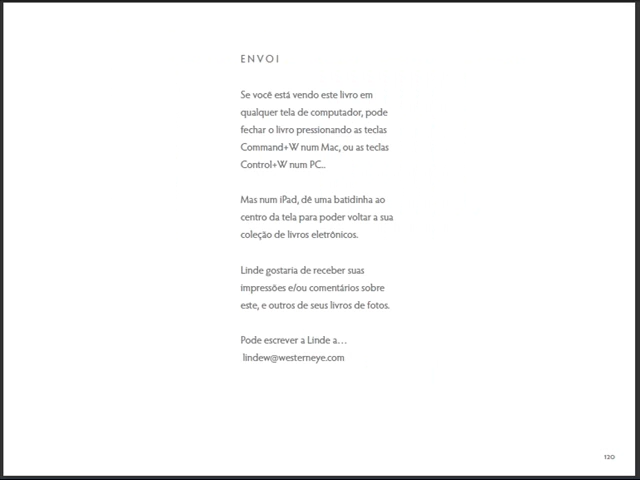 ENVOI
Se você está vendo este livro em
qualquer tela de computador, pode
fechar o livro pressionando as teclas
Command+W num Mac, ou as teclas
Control+W num PC..
Mas num iPad, dê uma batidinha ao
centro da tela para poder voltar a sua
coleção de livros eletrônicos.
Linde gostaria de receber suas
impressões e/ou comentários sobre
este, e outros de seus livros de fotos.
Pode escrever a Linde a…
lindew@westerneye.com
120